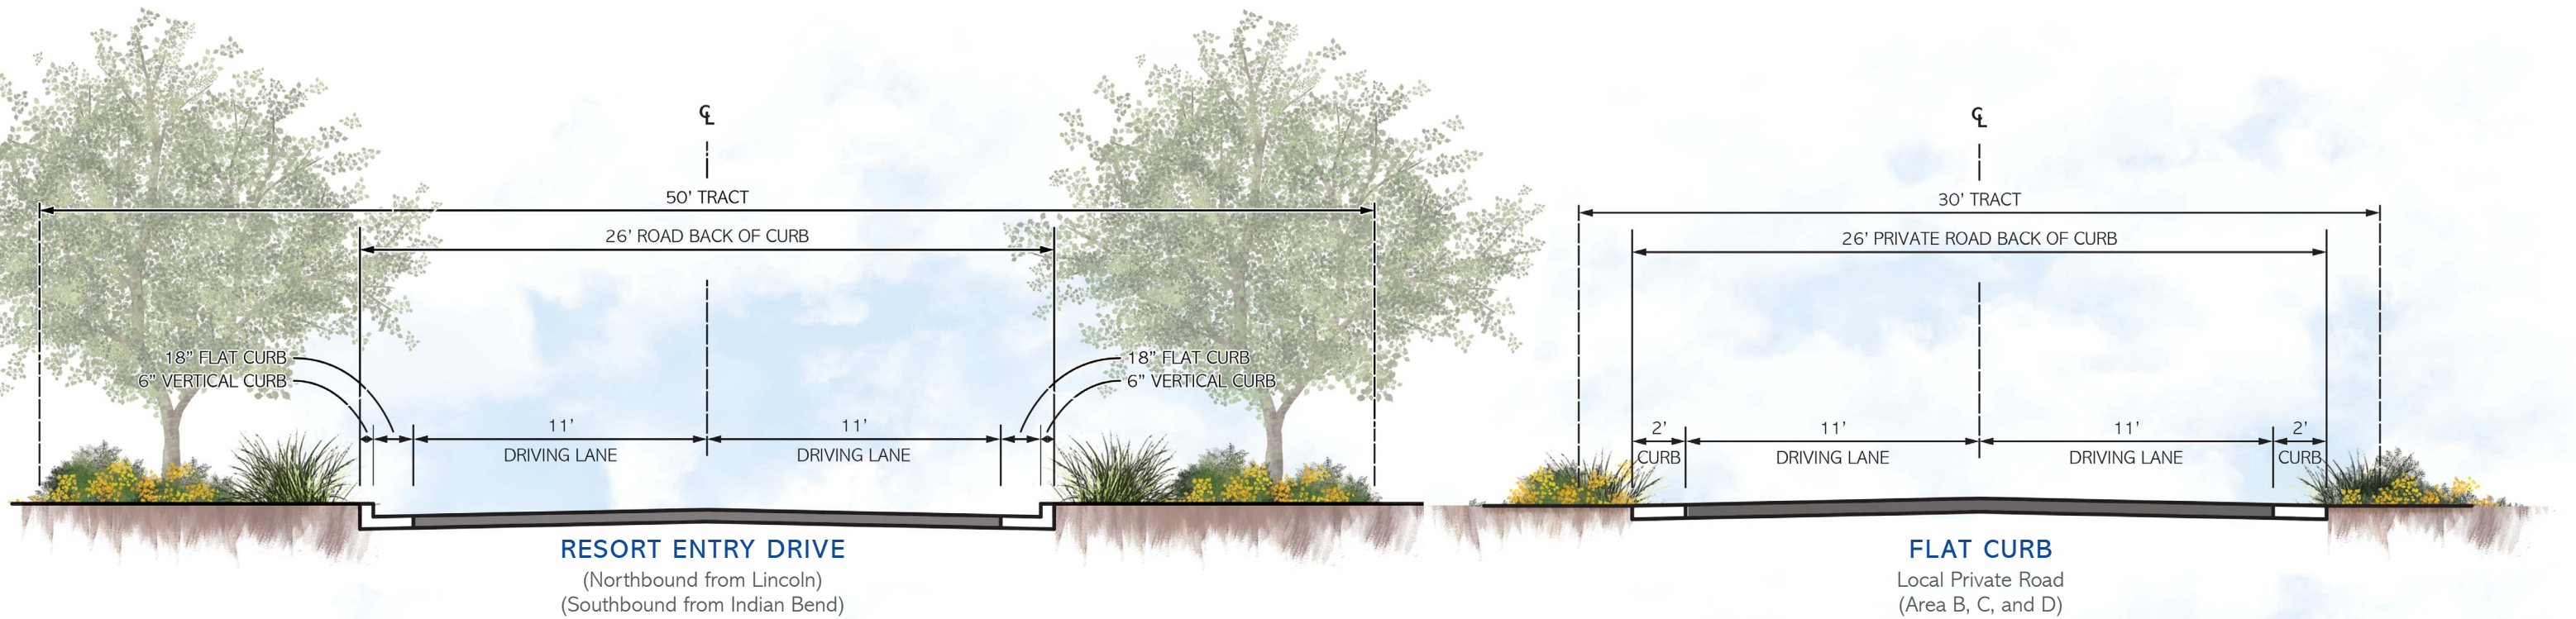 ℄
50' TRACT
26' ROAD BACK OF CURB
18" FLAT CURB
6" VERTICAL CURB
18" FLAT CURB
6" VERTICAL CURB
11'
DRIVING LANE
11'
DRIVING LANE
RESORT ENTRY DRIVE
(Northbound from Lincoln)
(Southbound from Indian Bend)
℄
30' TRACT
26' PRIVATE ROAD BACK OF CURB
2'
CURB
11'
DRIVING LANE
11'
DRIVING LANE
2'
CURB
FLAT CURB
Local Private Road
(Area B, C, and D)